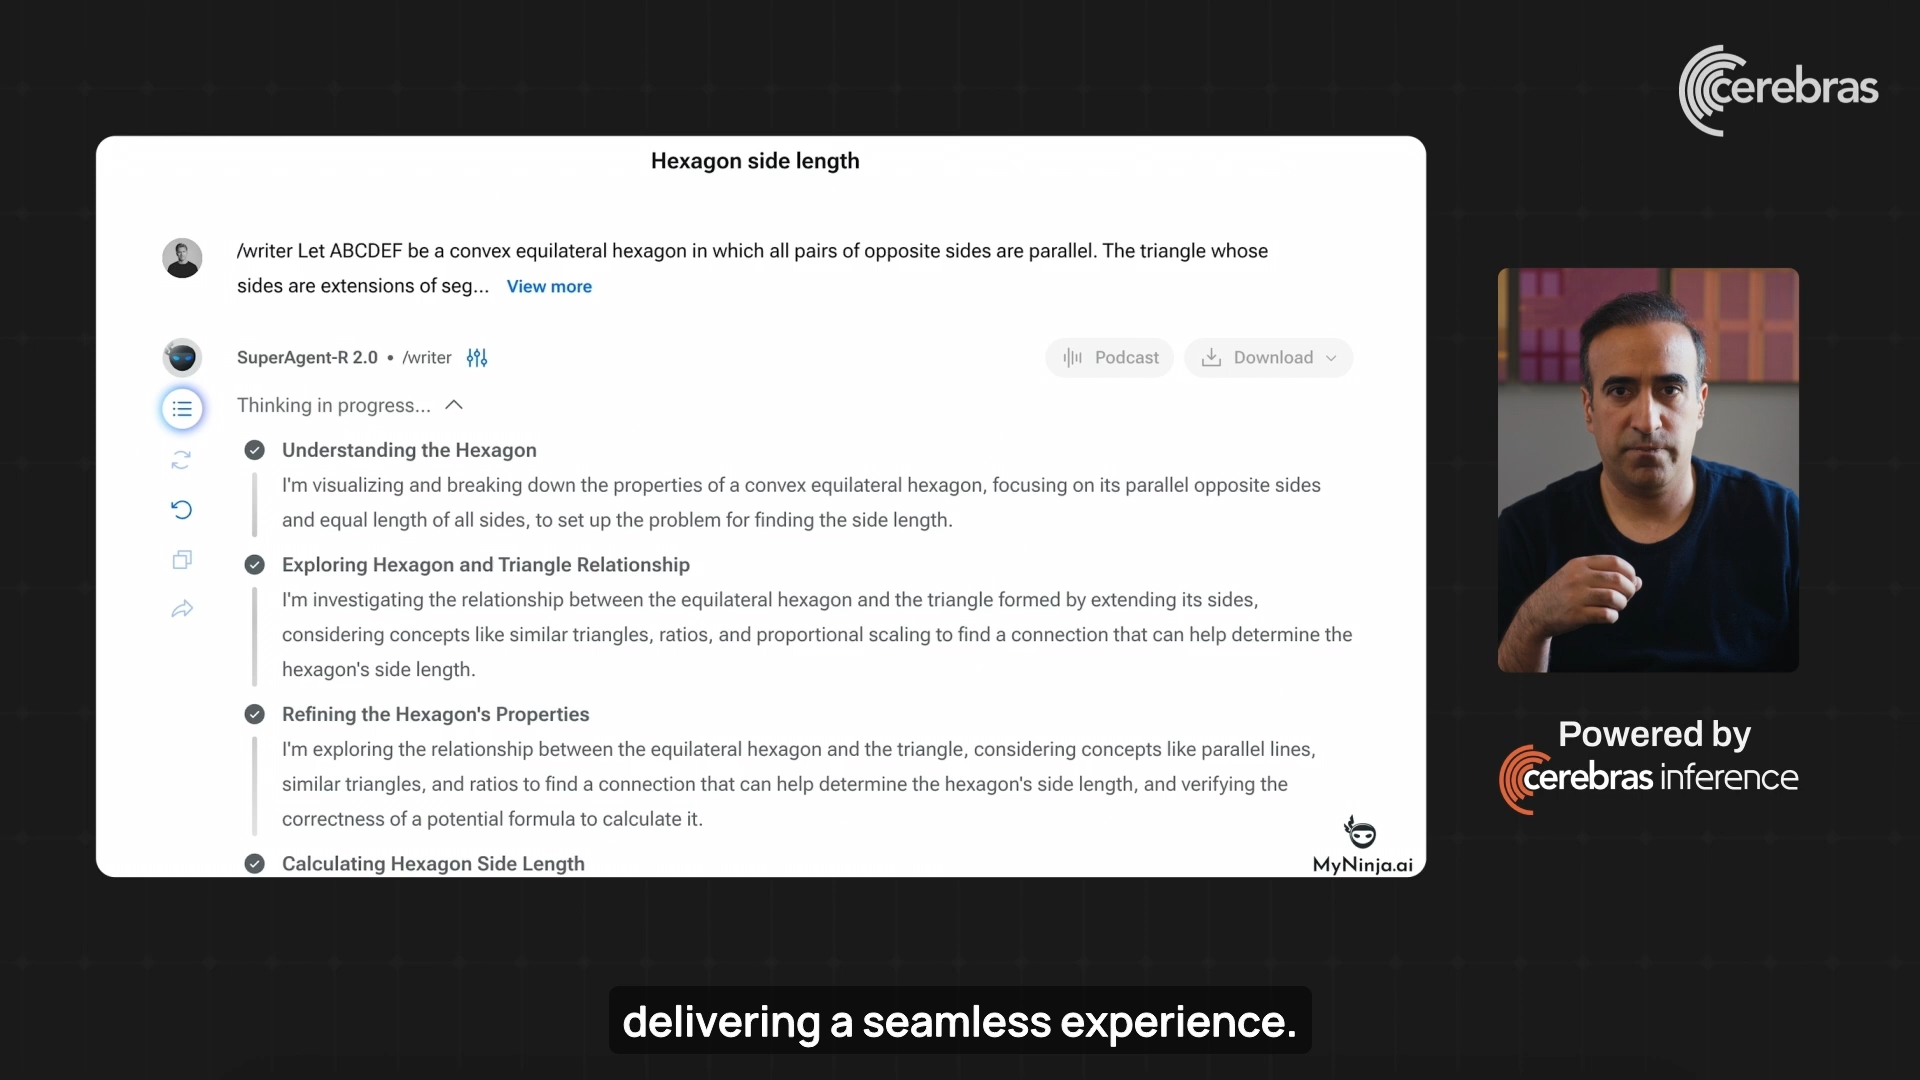 cerebras
Hexagon side length
/writer Let ABCDEF be a convex equilateral hexagon in which all pairs of opposite sides are parallel. The triangle whose
sides are extensions of seg... View more
SuperAgent-R 2.0 • /writer
Podcast
Download
Thinking in progress...
Understanding the Hexagon
I'm visualizing and breaking down the properties of a convex equilateral hexagon, focusing on its parallel opposite sides
and equal length of all sides, to set up the problem for finding the side length.
Exploring Hexagon and Triangle Relationship
I'm investigating the relationship between the equilateral hexagon and the triangle formed by extending its sides,
considering concepts like similar triangles, ratios, and proportional scaling to find a connection that can help determine the
hexagon's side length.
Refining the Hexagon's Properties
I'm exploring the relationship between the equilateral hexagon and the triangle, considering concepts like parallel lines,
similar triangles, and ratios to find a connection that can help determine the hexagon's side length, and verifying the
correctness of a potential formula to calculate it.
Calculating Hexagon Side Length
MyNinja.ai
Powered by
cerebras inference
delivering a seamless experience.